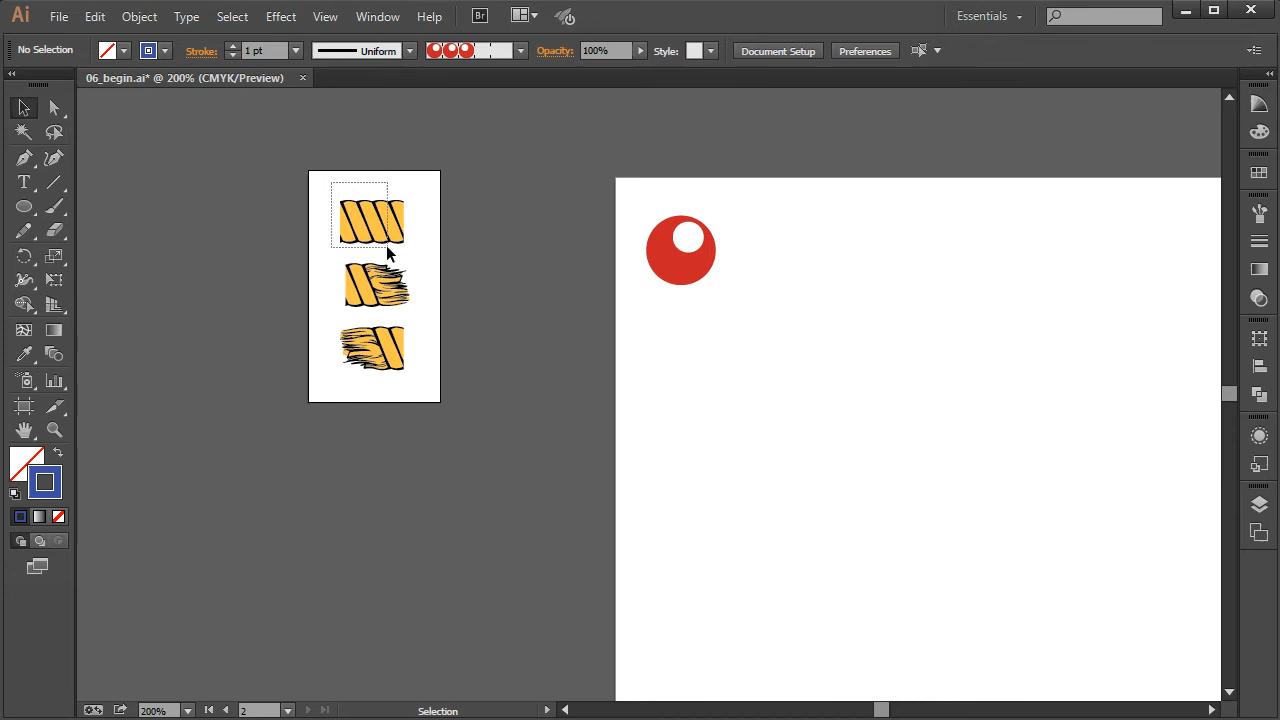 Ai File Edit Object Type Select Effect View Window Help Br Essentials
No Selection Stroke: 1 pt Uniform Opacity: 100% Style: Document Setup Preferences
06_begin.ai* @ 200% (CMYK/Preview)
T
200% 2 Selection